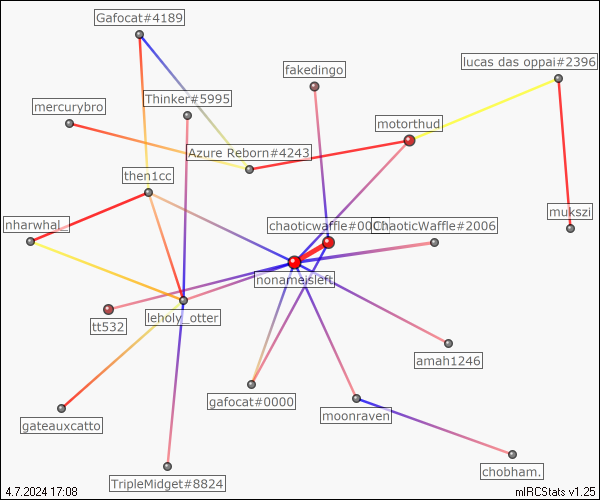 Gafocat#4189
lucas das oppai#2396
fakedingo
mercurybro
Thinker#5995
motorthud
Azure Reborn#4243
then1cc
mukszi
nharwhal_
chaoticwaffle#000
ChaoticWaffle#2006
nonameisleft
tt532
leholy_otter
amah1246
gafocat#0000
moonraven
gateauxcatto
chobham.
TripleMidget#8824
4.7.2024 17:08
mIRCStats v1.25